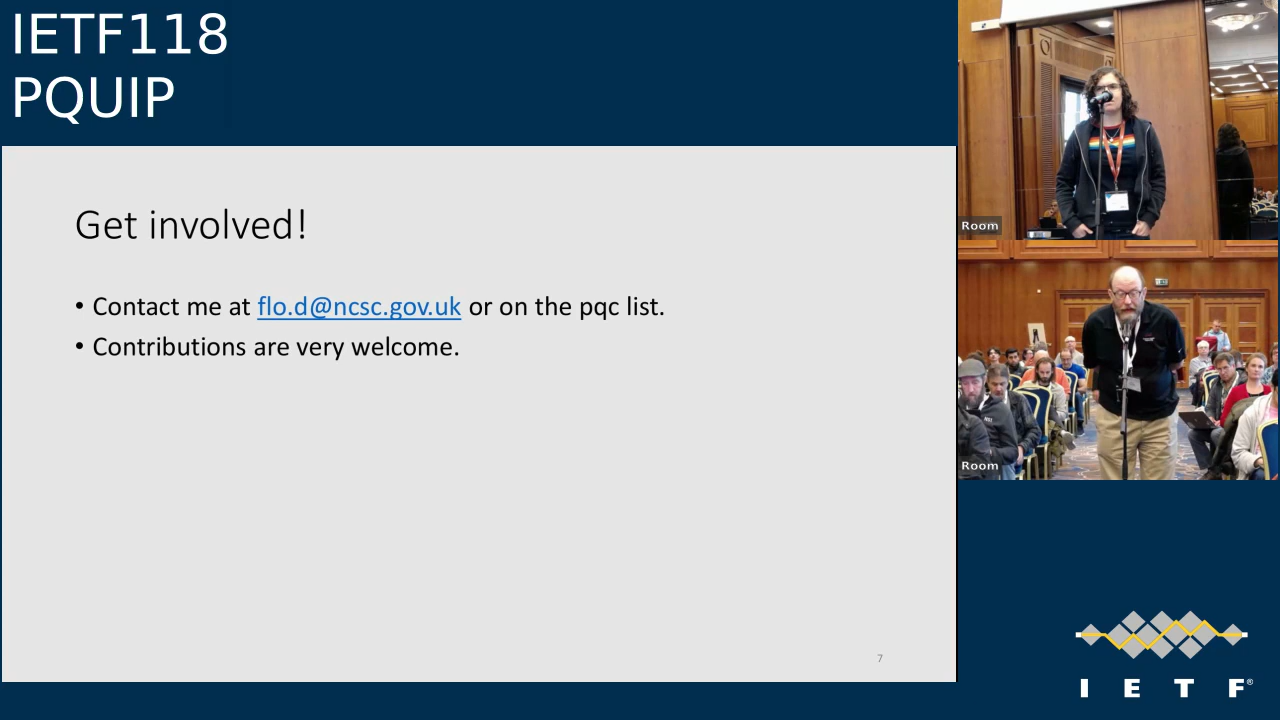 IETF118
PQUIP
Get involved!
• Contact me at flo.d@ncsc.gov.uk or on the pqc list.
• Contributions are very welcome.
7
Room
Room
I E T F®